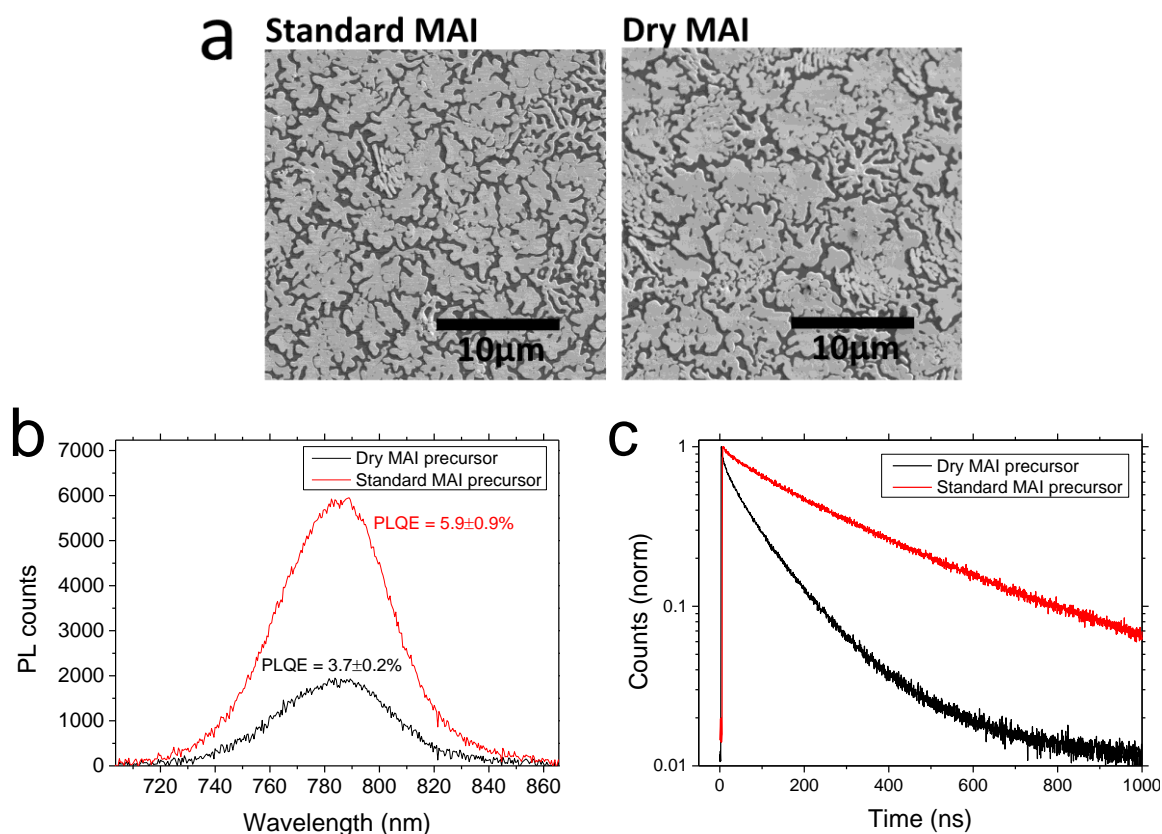 a
Standard MAI
Dry MAI
10μm
10μm
b
7000
6000
5000
4000
3000
2000
1000
0
PL counts
Dry MAI precursor
Standard MAI precursor
PLQE = 5.9±0.9%
PLQE = 3.7±0.2%
720 740 760 780 800 820 840 860
Wavelength (nm)
c
1
0.1
0.01
Counts (norm)
Dry MAI precursor
Standard MAI precursor
0 200 400 600 800 1000
Time (ns)